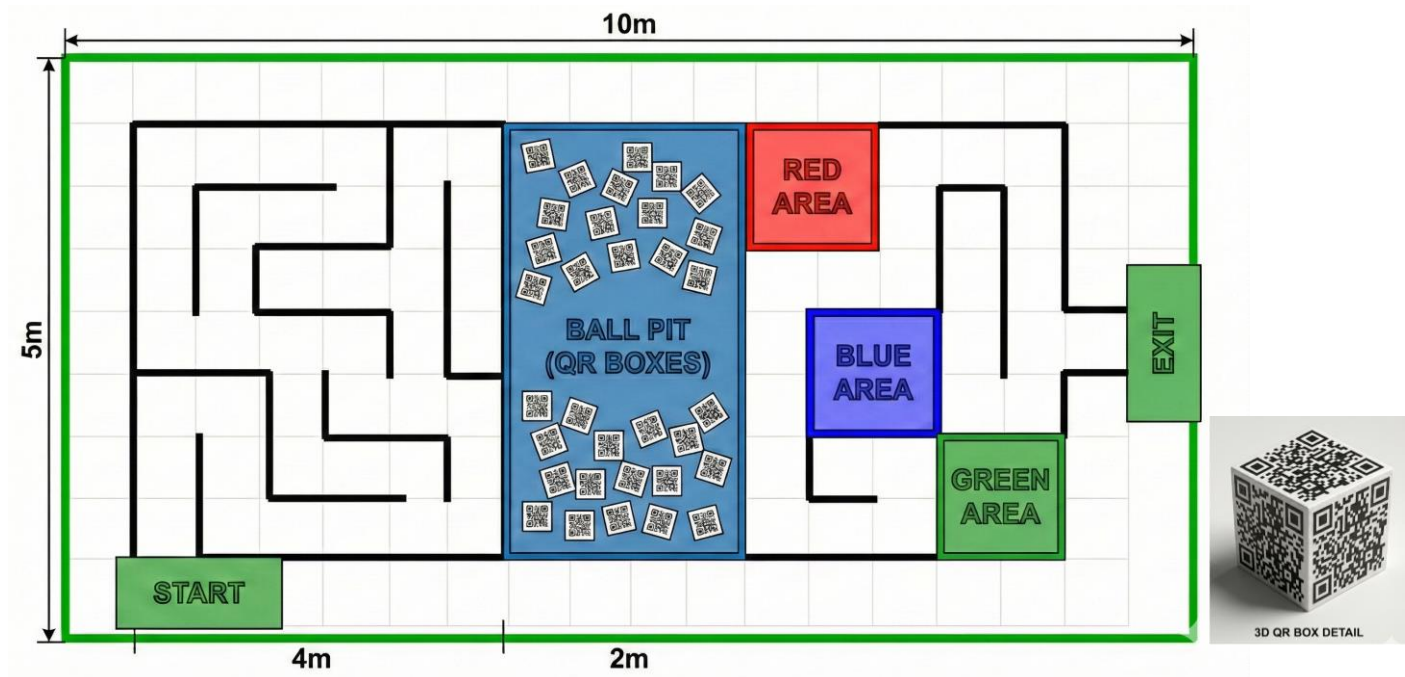 10m
5m
RED
AREA
BALL PIT
(QR BOXES)
BLUE
AREA
EXIT
GREEN
AREA
START
3D QR BOX DETAIL
4m
2m